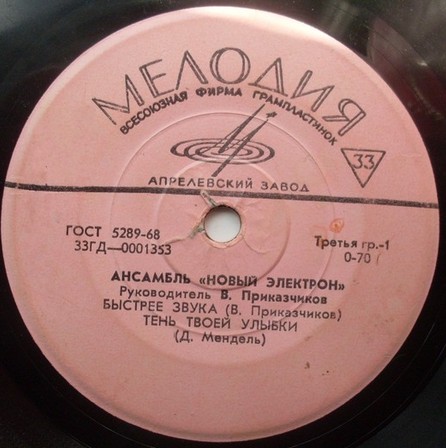 МЕЛОДИЯ
ВСЕСОЮЗНАЯ ФИРМА ГРАМПЛАСТИНОК
33
АПРЕЛЕВСКИЙ ЗАВОД
ГОСТ 5289-68
33ГД—0001353
Третья гр.-1
0-70
АНСАМБЛЬ «НОВЫЙ ЭЛЕКТРОН»
Руководитель В. Приказчиков
БЫСТРЕЕ ЗВУКА (В. Приказчиков)
ТЕНЬ ТВОЕЙ УЛЫБКИ
(Д. Мендель)